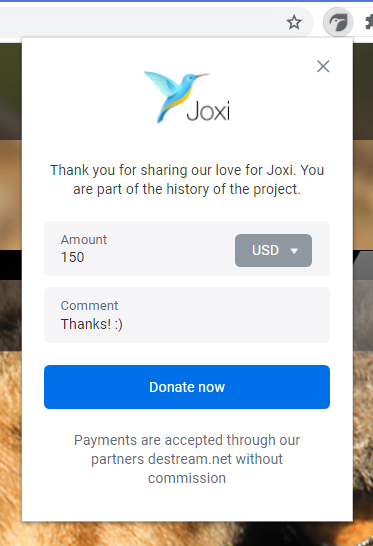 Joxi
Thank you for sharing our love for Joxi. You
are part of the history of the project.
Amount
150
USD
Comment
Thanks! :)
Donate now
Payments are accepted through our
partners destream.net without
commission